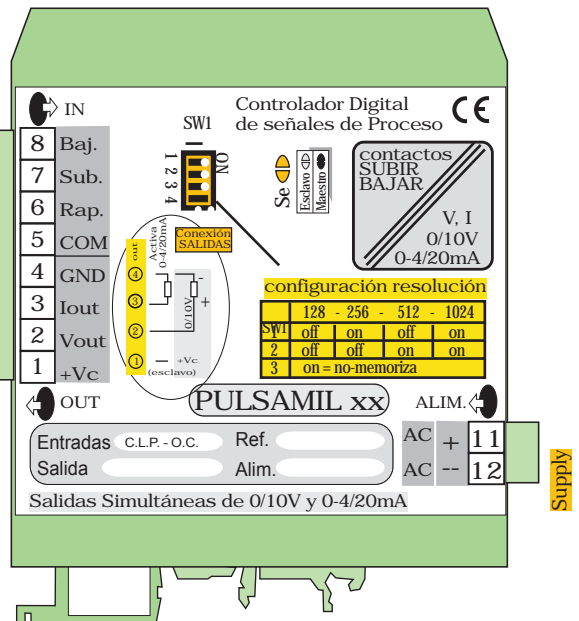 IN
Controlador Digital
de señales de Proceso
CE
SW1
ON
1 2 3 4
Se
Esclavo
Maestro
contactos
SUBIR
BAJAR
V, I
0/10V
0-4/20mA
8 Baj.
7 Sub.
6 Rap.
5 COM
4 GND
3 Iout
2 Vout
1 +Vc
Conexión
SALIDAS
out
Activa
0-4/20mA
4
3
2
1
-
+
0/10V
+Vc
(esclavo)
configuración resolución
128 - 256 - 512 - 1024
SW1
1 off on off on
2 off off on on
3 on = no-memoriza
OUT
PULSAMIL xx
ALIM.
Entradas C.L.P. - O.C. Ref.
Salida Alim.
AC + 11
AC -- 12
Supply
Salidas Simultáneas de 0/10V y 0-4/20mA